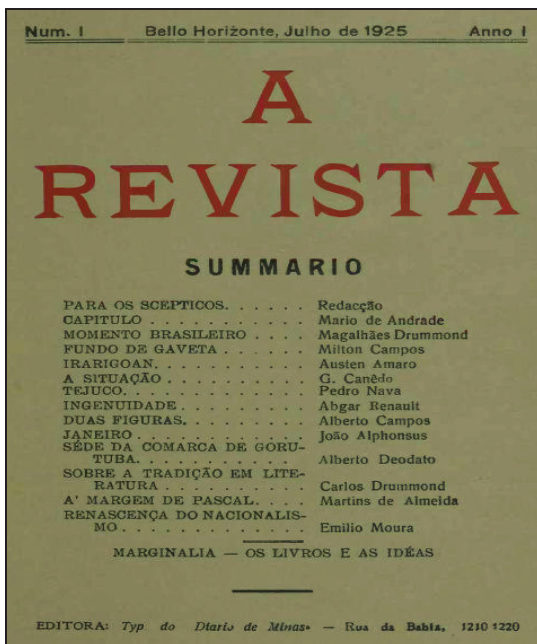 Num. I Bello Horizonte, Julho de 1925 Anno I
A
REVISTA
SUMMARIO
PARA OS SCEPTICOS. . . . . . Redacção
CAPITULO . . . . . . . . . . . Mario de Andrade
MOMENTO BRASILEIRO . . . . Magalhães Drummond
FUNDO DE GAVETA . . . . . . Milton Campos
IRARIGOAN. . . . . . . . . . . Austen Amaro
A SITUAÇÃO . . . . . . . . . . G. Canêdo
TEJUCO. . . . . . . . . . . . . Pedro Nava
INGENUIDADE . . . . . . . . . Abgar Renault
DUAS FIGURAS. . . . . . . . . Alberto Campos
JANEIRO . . . . . . . . . . . . João Alphonsus
SÉDE DA COMARCA DE GORU-
TUBA. . . . . . . . . . . . Alberto Deodato
SOBRE A TRADIÇÃO EM LITE-
RATURA . . . . . . . . . . Carlos Drummond
A' MARGEM DE PASCAL. . . . Martins de Almeida
RENASCENÇA DO NACIONALIS-
MO . . . . . . . . . . . . . Emilio Moura
MARGINALIA — OS LIVROS E AS IDÉAS
EDITORA: Typ. do Diario de Minas» — Rua da Bahia, 1210 1220